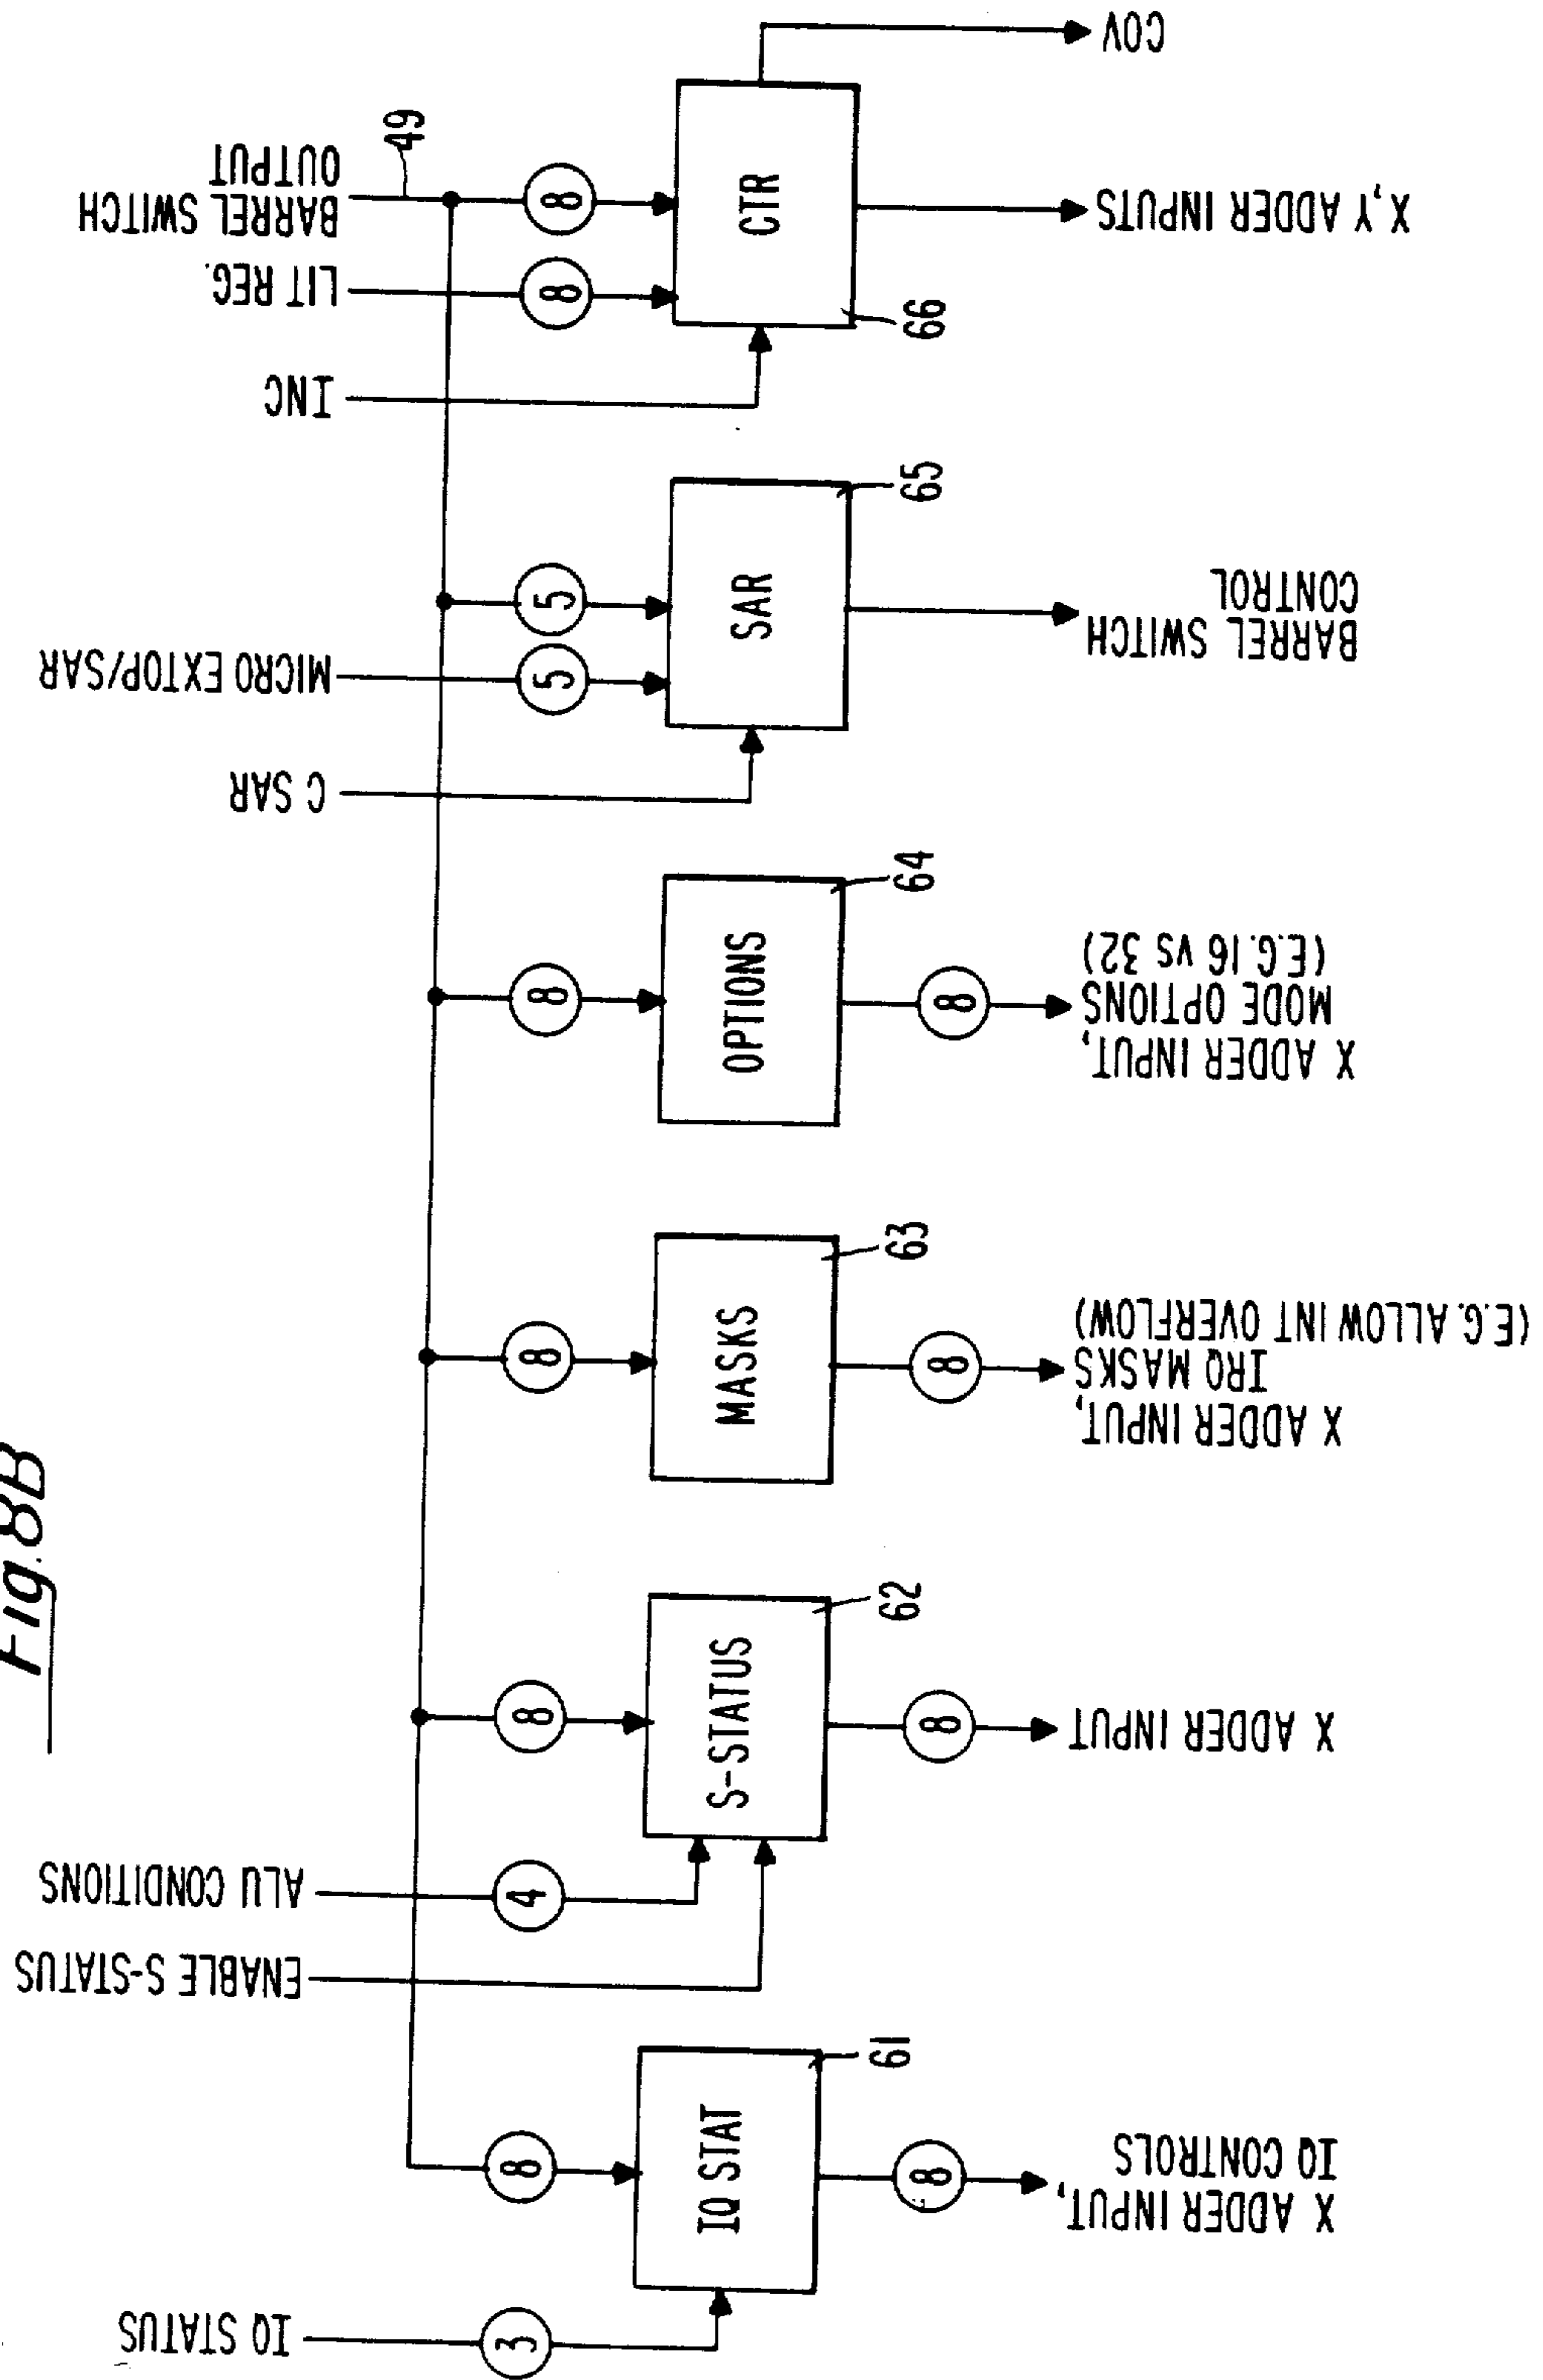 Fig.8B
IQ STATUS
3
8
IQ STAT
61
8
X ADDER INPUT,
IQ CONTROLS
ENABLE S-STATUS
ALU CONDITIONS
4
8
S-STATUS
62
8
X ADDER INPUT
8
MASKS
63
8
X ADDER INPUT,
IRQ MASKS
(E.G. ALLOW INT OVERFLOW)
8
OPTIONS
64
8
X ADDER INPUT,
MODE OPTIONS
(E.G. 16 vs 32)
C SAR
MICRO EXTOP/SAR
5
5
SAR
65
BARREL SWITCH
CONTROL
INC
LIT REG.
BARREL SWITCH
OUTPUT
49
8
8
CTR
66
X,Y ADDER INPUTS
COV